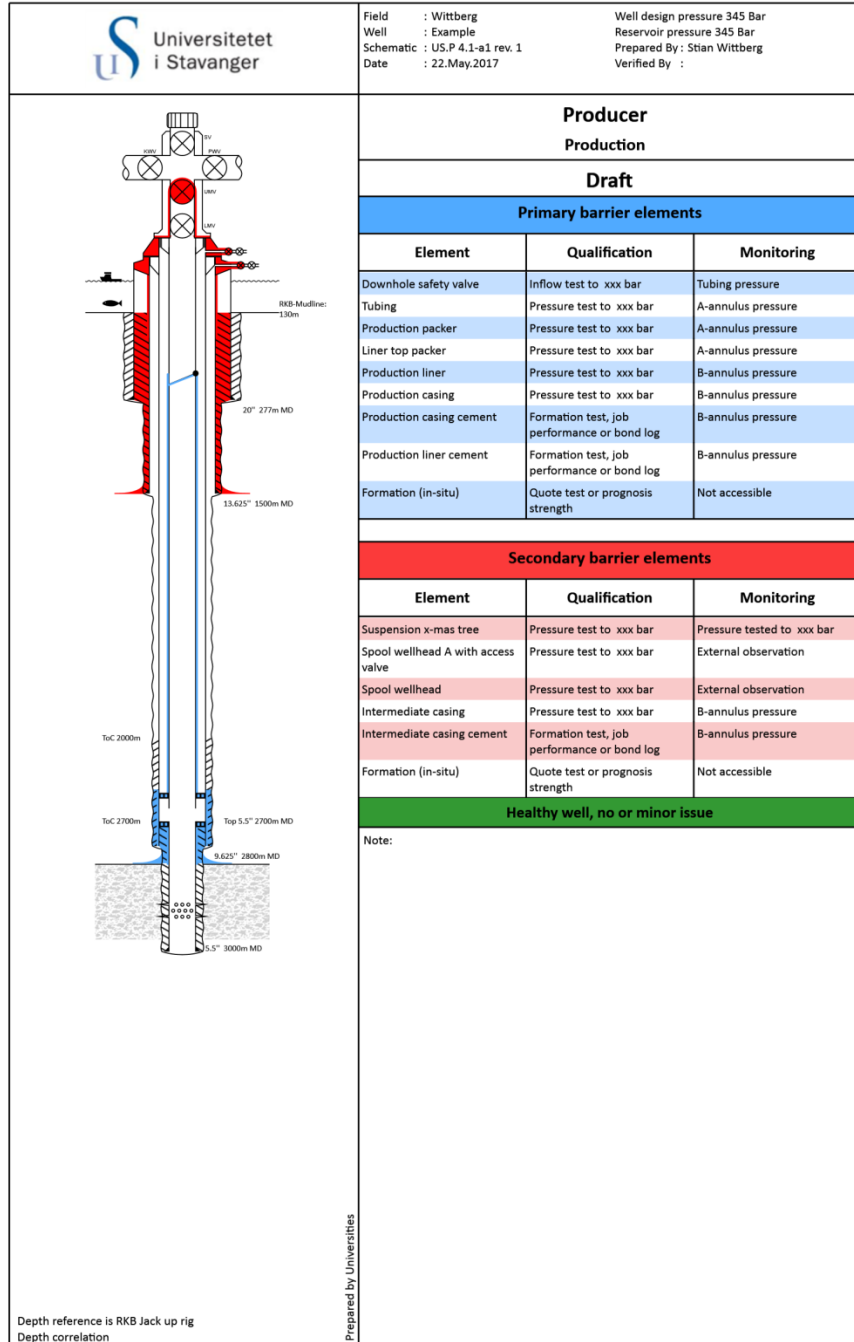 Universitetet
i Stavanger
US
Field : Wittberg
Well : Example
Schematic : US.P 4.1-a1 rev. 1
Date : 22.May.2017
Well design pressure 345 Bar
Reservoir pressure 345 Bar
Prepared By : Stian Wittberg
Verified By :
SV
KWV
PWV
UMV
LMV
RKB-Mudline:
130m
20" 277m MD
13.625" 1500m MD
ToC 2000m
ToC 2700m
Top 5.5" 2700m MD
9.625" 2800m MD
5.5" 3000m MD
Depth reference is RKB Jack up rig
Depth correlation
Prepared by Universities
Producer
Production
Draft
Primary barrier elements
Element Qualification Monitoring
Downhole safety valve Inflow test to xxx bar Tubing pressure
Tubing Pressure test to xxx bar A-annulus pressure
Production packer Pressure test to xxx bar A-annulus pressure
Liner top packer Pressure test to xxx bar A-annulus pressure
Production liner Pressure test to xxx bar B-annulus pressure
Production casing Pressure test to xxx bar B-annulus pressure
Production casing cement Formation test, job B-annulus pressure
performance or bond log
Production liner cement Formation test, job B-annulus pressure
performance or bond log
Formation (in-situ) Quote test or prognosis Not accessible
strength
Secondary barrier elements
Element Qualification Monitoring
Suspension x-mas tree Pressure test to xxx bar Pressure tested to xxx bar
Spool wellhead A with access Pressure test to xxx bar External observation
valve
Spool wellhead Pressure test to xxx bar External observation
Intermediate casing Pressure test to xxx bar B-annulus pressure
Intermediate casing cement Formation test, job B-annulus pressure
performance or bond log
Formation (in-situ) Quote test or prognosis Not accessible
strength
Healthy well, no or minor issue
Note: